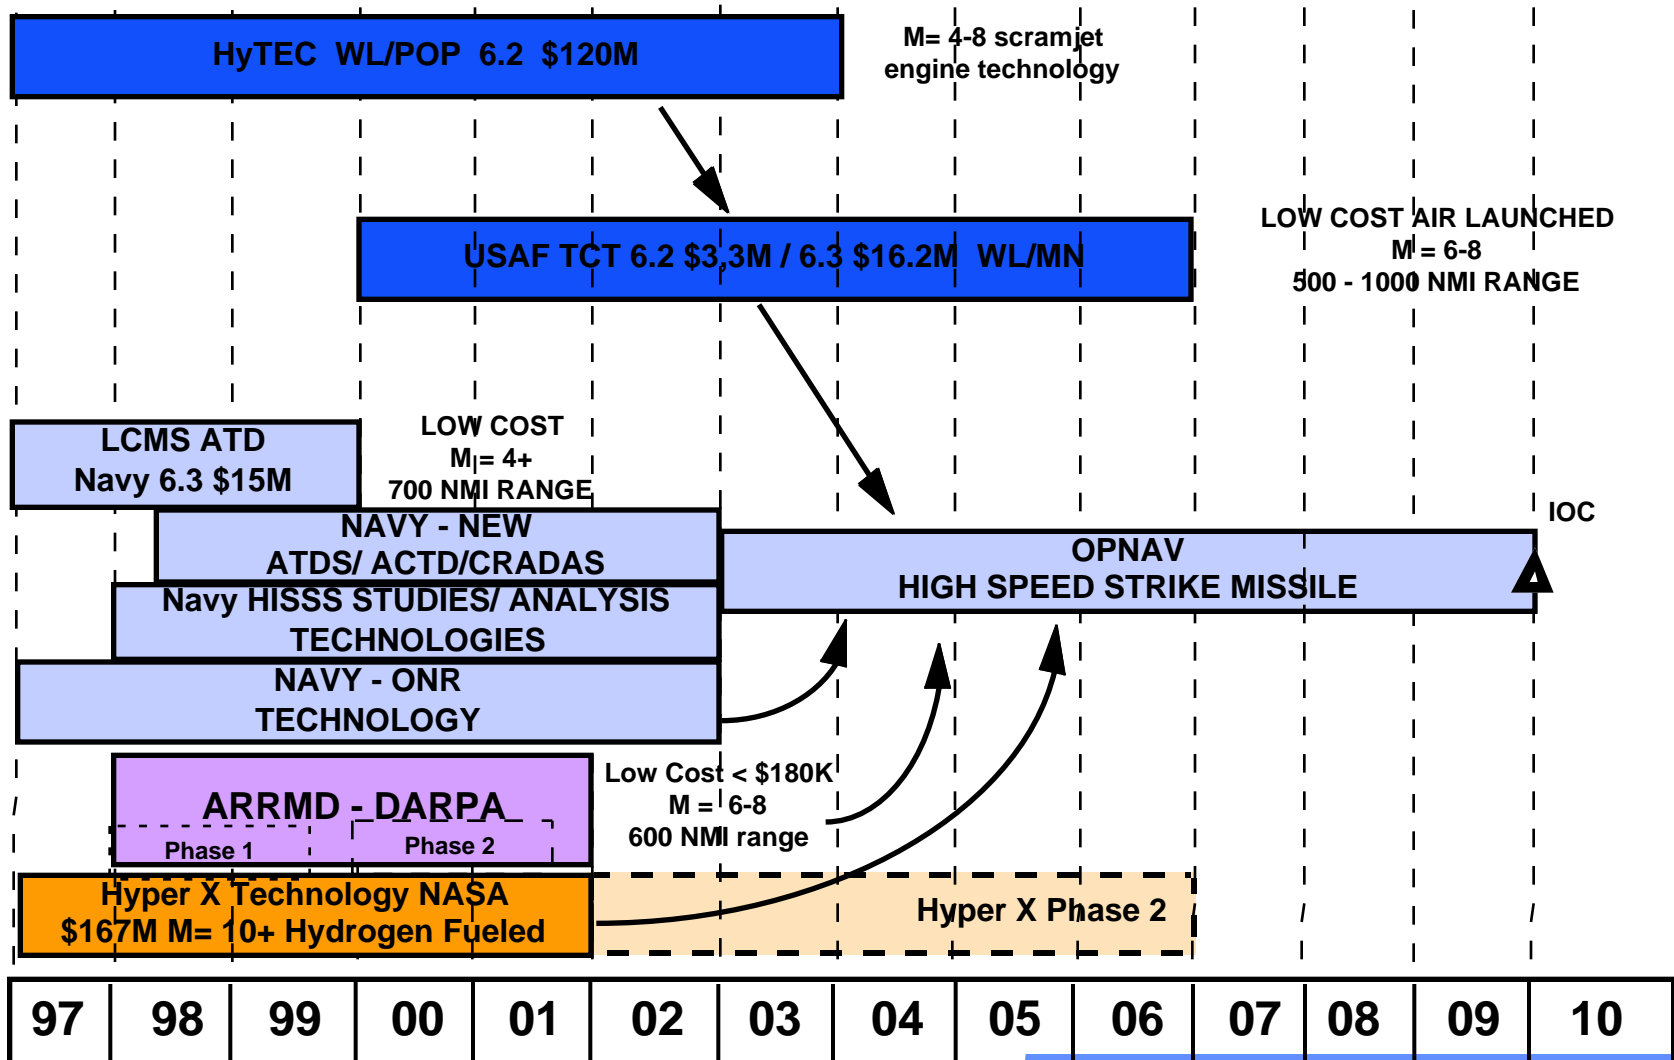 HyTEC WL/POP 6.2 $120M
M= 4-8 scramjet
engine technology
USAF TCT 6.2 $3,3M / 6.3 $16.2M WL/MN
LOW COST AIR LAUNCHED
M = 6-8
500 - 1000 NMI RANGE
LCMS ATD
Navy 6.3 $15M
LOW COST
M = 4+
700 NMI RANGE
NAVY - NEW
ATDS/ ACTD/CRADAS
Navy HISSS STUDIES/ ANALYSIS
TECHNOLOGIES
NAVY - ONR
TECHNOLOGY
OPNAV
HIGH SPEED STRIKE MISSILE
IOC
ARRMD - DARPA
Phase 1
Phase 2
Low Cost < $180K
M = 6-8
600 NMI range
Hyper X Technology NASA
$167M M= 10+ Hydrogen Fueled
Hyper X Phase 2
97 98 99 00 01 02 03 04 05 06 07 08 09 10